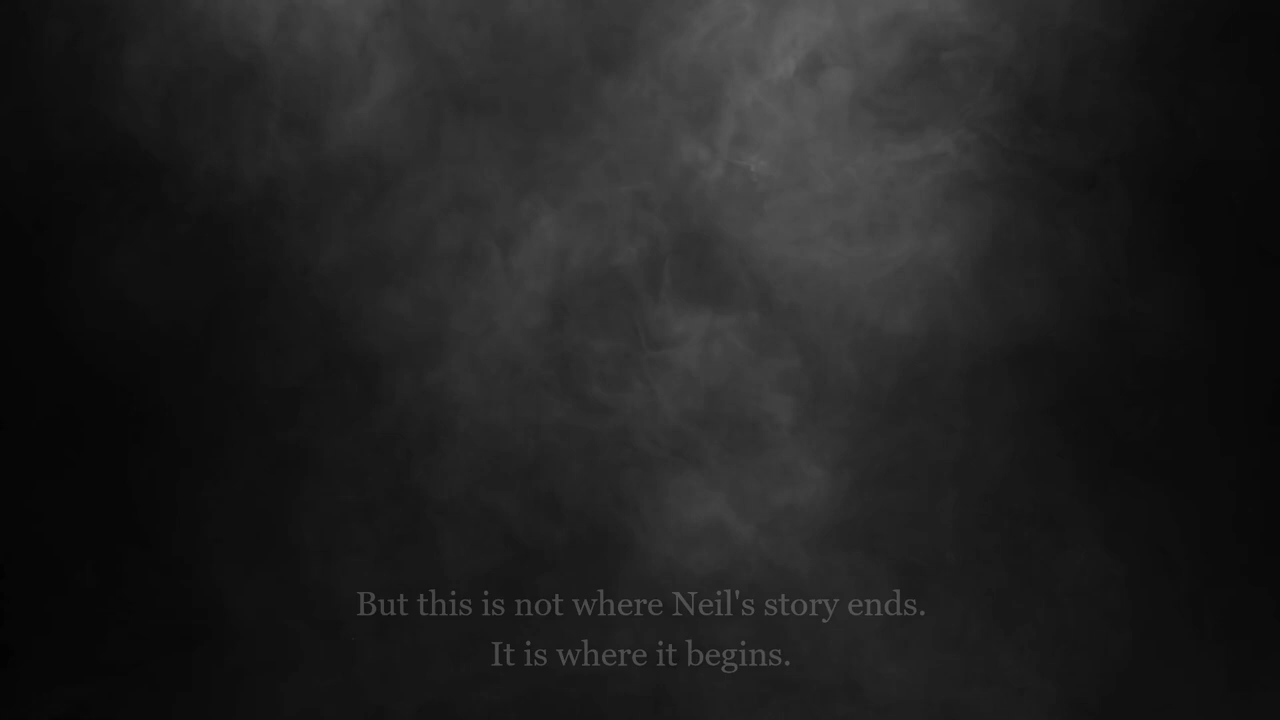 But this is not where Neil's story ends.
It is where it begins.